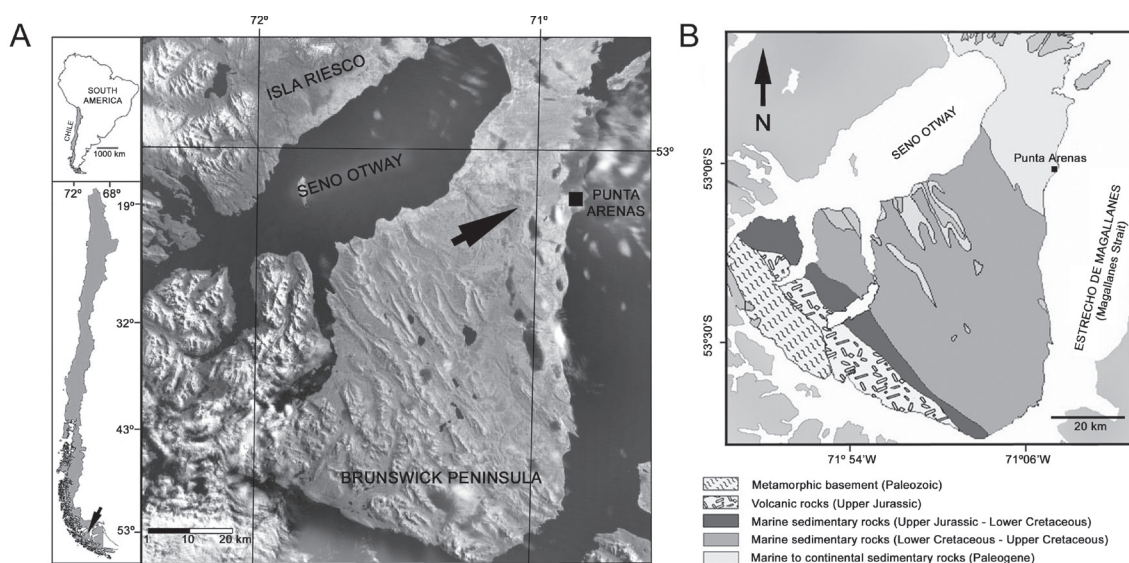 A
SOUTH
AMERICA
CHILE
1000 km
72º 68º
19º
32º
43º
53º
72º
71º
53º
ISLA RIESCO
SENO OTWAY
PUNTA
ARENAS
BRUNSWICK PENINSULA
1 10 20 km
B
N
SENO OTWAY
Punta Arenas
ESTRECHO DE MAGALLANES
(Magallanes Strait)
53º06'S
53º30'S
20 km
71º54'W
71º06'W
Metamorphic basement (Paleozoic)
Volcanic rocks (Upper Jurassic)
Marine sedimentary rocks (Upper Jurassic - Lower Cretaceous)
Marine sedimentary rocks (Lower Cretaceous - Upper Cretaceous)
Marine to continental sedimentary rocks (Paleogene)